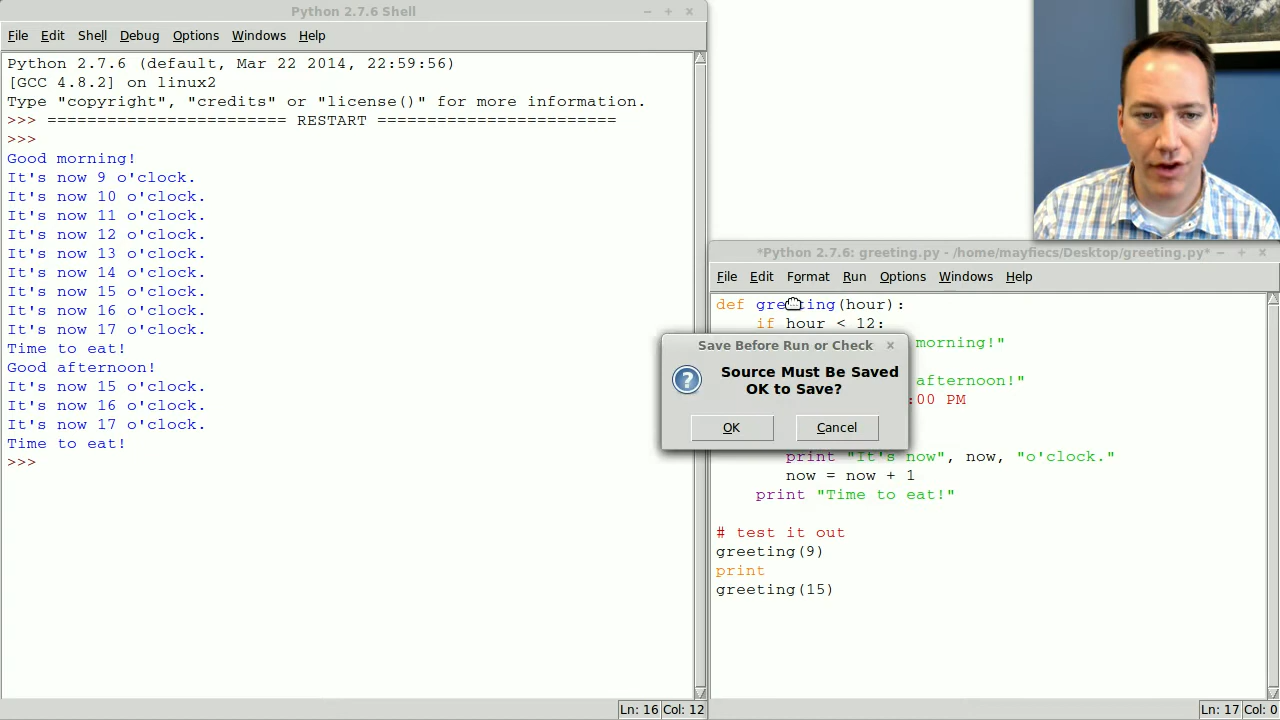 Python 2.7.6 Shell
File Edit Shell Debug Options Windows Help
Python 2.7.6 (default, Mar 22 2014, 22:59:56)
[GCC 4.8.2] on linux2
Type "copyright", "credits" or "license()" for more information.
>>> ======================== RESTART ========================
>>>
Good morning!
It's now 9 o'clock.
It's now 10 o'clock.
It's now 11 o'clock.
It's now 12 o'clock.
It's now 13 o'clock.
It's now 14 o'clock.
It's now 15 o'clock.
It's now 16 o'clock.
It's now 17 o'clock.
Time to eat!
Good afternoon!
It's now 15 o'clock.
It's now 16 o'clock.
It's now 17 o'clock.
Time to eat!
>>>
Ln: 16 Col: 12
*Python 2.7.6: greeting.py - /home/mayfiecs/Desktop/greeting.py*
File Edit Format Run Options Windows Help
def greeting(hour):
if hour < 12:
morning!"
afternoon!"
:00 PM
print "It's now", now, "o'clock."
now = now + 1
print "Time to eat!"
# test it out
greeting(9)
print
greeting(15)
Ln: 17 Col: 0
Save Before Run or Check
Source Must Be Saved
OK to Save?
OK Cancel